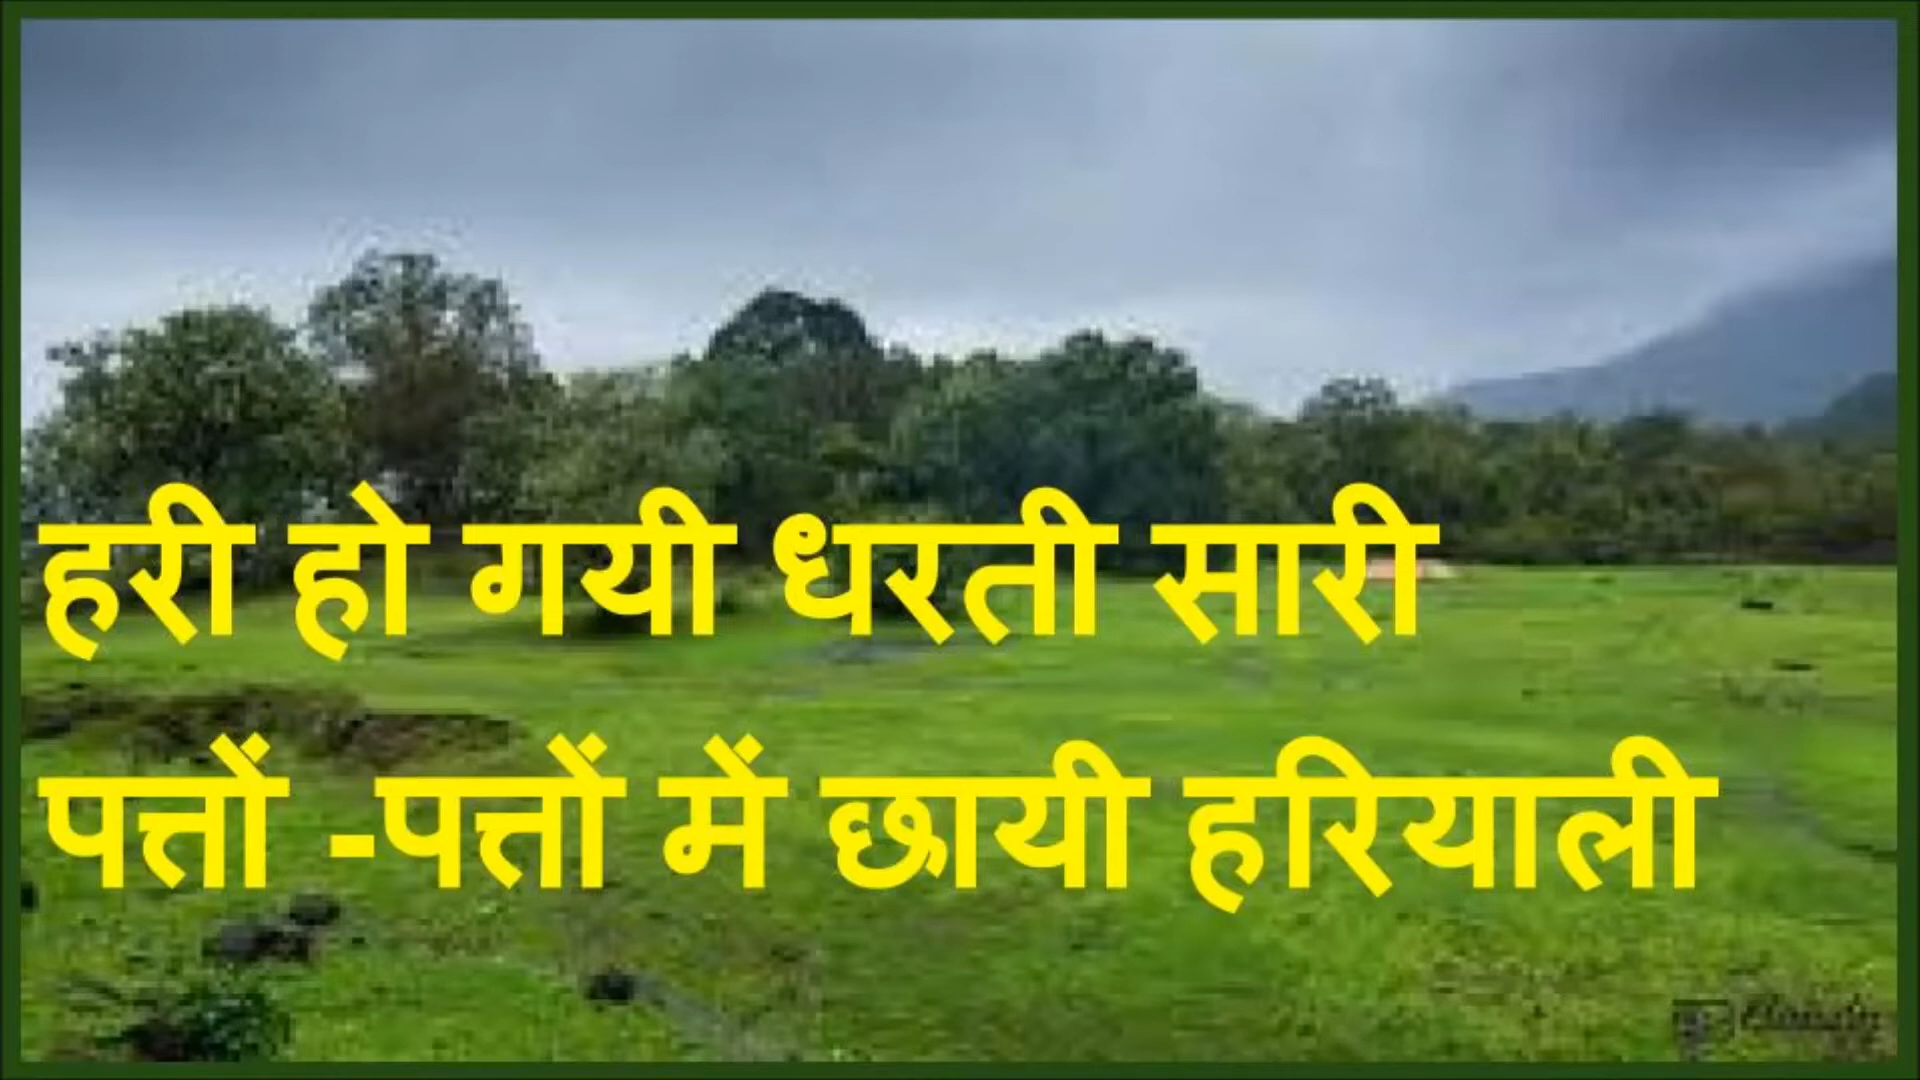 हरी हो गयी धरती सारी
पत्तों -पत्तों में छायी हरियाली